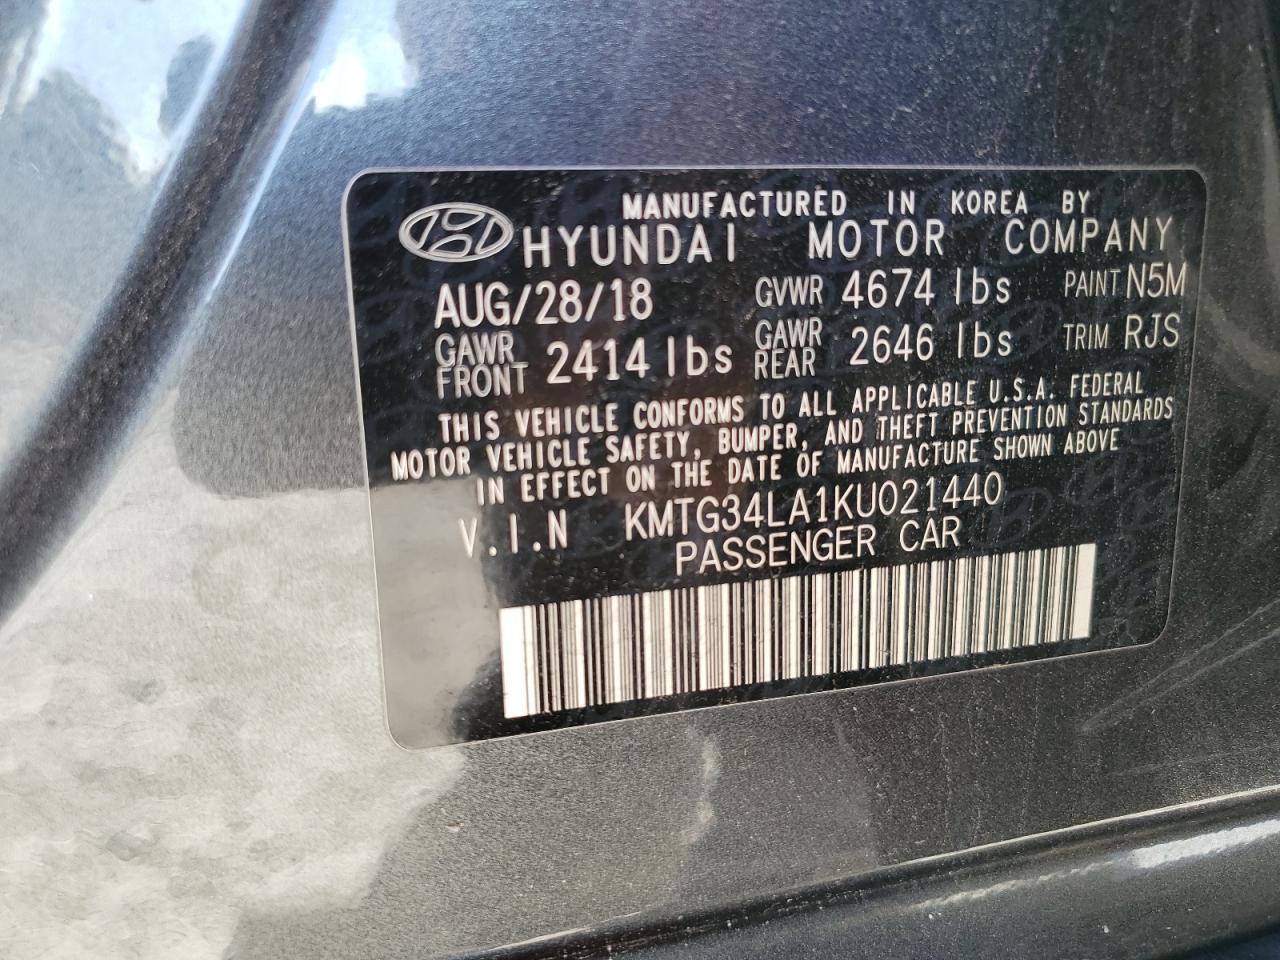 MANUFACTURED IN KOREA BY
HYUNDAI MOTOR COMPANY
AUG/28/18 GVWR 4674 lbs PAINT N5M
GAWR FRONT 2414 lbs GAWR REAR 2646 lbs TRIM RJS
THIS VEHICLE CONFORMS TO ALL APPLICABLE U.S.A. FEDERAL
MOTOR VEHICLE SAFETY, BUMPER, AND THEFT PREVENTION STANDARDS
IN EFFECT ON THE DATE OF MANUFACTURE SHOWN ABOVE
V.I.N KMTG34LA1KU021440
PASSENGER CAR